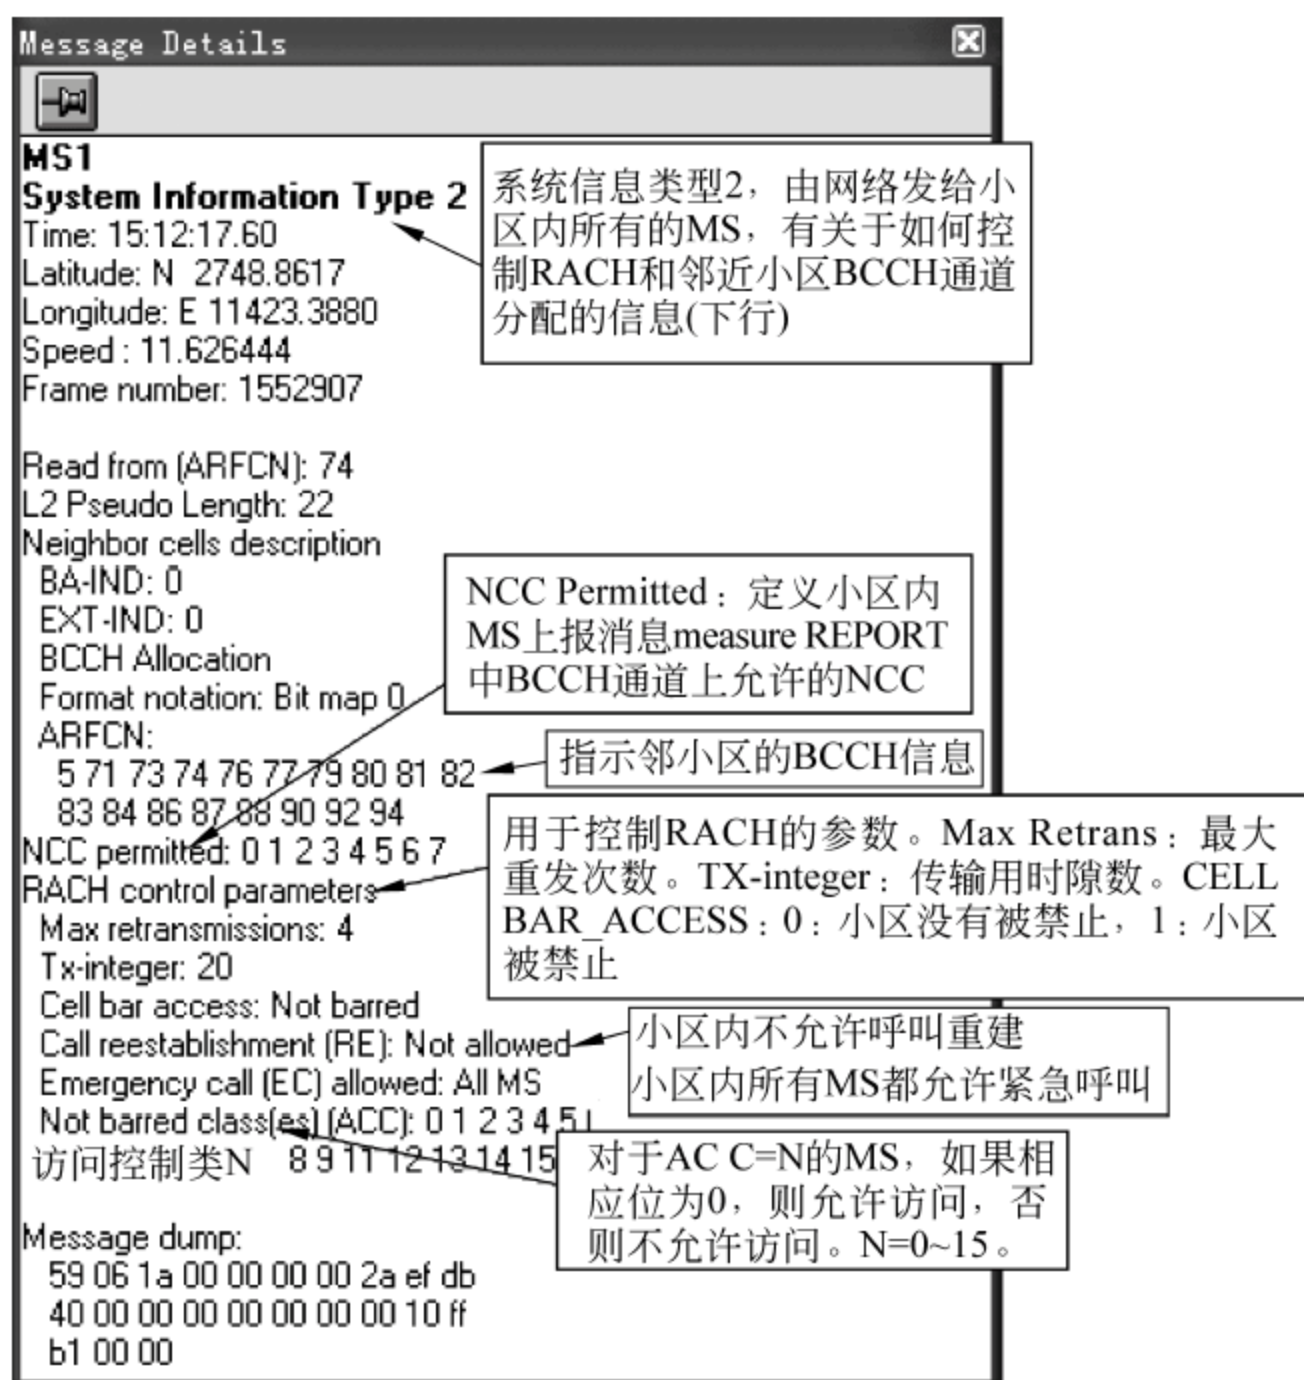 Message Details
MS1
System Information Type 2
Time: 15:12:17.60
Latitude: N 2748.8617
Longitude: E 11423.3880
Speed : 11.626444
Frame number: 1552907
系统信息类型2，由网络发给小
区内所有的MS，有关于如何控
制RACH和邻近小区BCCH通道
分配的信息(下行)
Read from (ARFCN): 74
L2 Pseudo Length: 22
Neighbor cells description
BA-IND: 0
EXT-IND: 0
BCCH Allocation
Format notation: Bit map 0
NCC Permitted：定义小区内
MS上报消息measure REPORT
中BCCH通道上允许的NCC
ARFCN:
5 71 73 74 76 77 79 80 81 82
83 84 86 87 88 90 92 94
指示邻小区的BCCH信息
NCC permitted: 0 1 2 3 4 5 6 7
RACH control parameters
Max retransmissions: 4
Tx-integer: 20
Cell bar access: Not barred
用于控制RACH的参数。Max Retrans：最大
重发次数。TX-integer：传输用时隙数。CELL
BAR_ACCESS：0：小区没有被禁止，1：小区
被禁止
Call reestablishment (RE): Not allowed
Emergency call (EC) allowed: All MS
小区内不允许呼叫重建
小区内所有MS都允许紧急呼叫
Not barred class(es) (ACC): 0 1 2 3 4 5
访问控制类N 8 9 11 12 13 14 15
对于AC C=N的MS，如果相
应位为0，则允许访问，否
则不允许访问。N=0~15。
Message dump:
59 06 1a 00 00 00 00 2a ef db
40 00 00 00 00 00 00 00 10 ff
b1 00 00